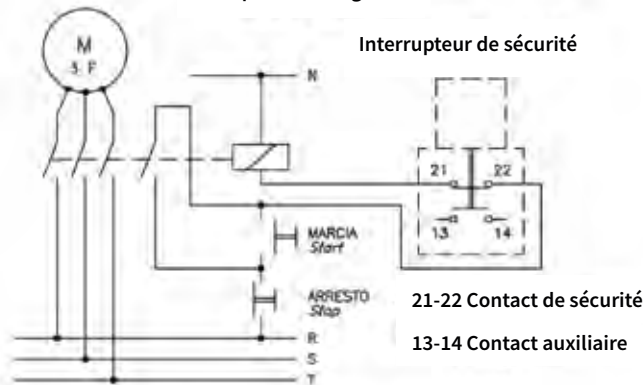 M
3 F
Interrupteur de sécurité
N
21 22
13 14
MARCIA
Start
ARRESTO
Stop
21-22 Contact de sécurité
R
13-14 Contact auxiliaire
S
T